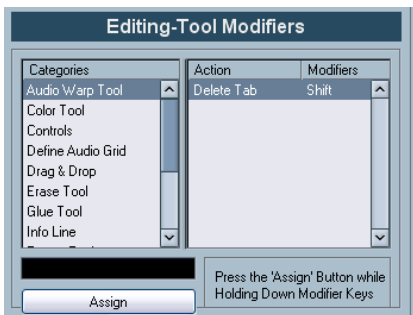 Editing-Tool Modifiers
Categories
Audio Warp Tool
Color Tool
Controls
Define Audio Grid
Drag & Drop
Erase Tool
Glue Tool
Info Line
Action Modifiers
Delete Tab Shift
Assign
Press the 'Assign' Button while
Holding Down Modifier Keys